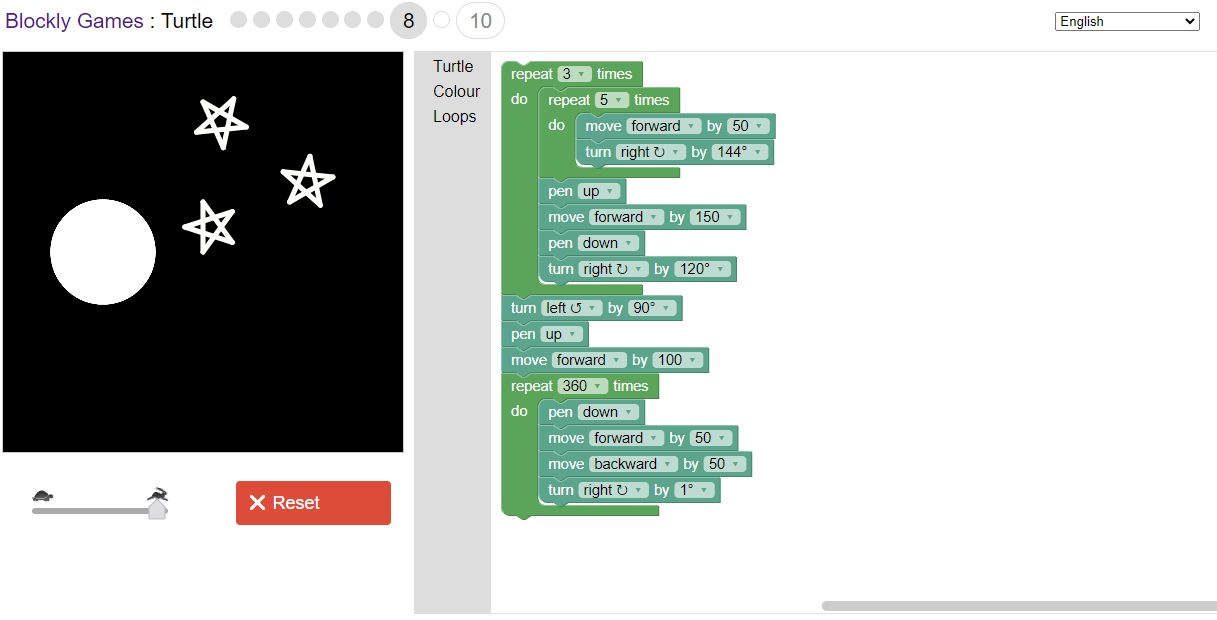 Blockly Games : Turtle 8 10 English
Turtle
Colour
Loops
repeat 3 times
do repeat 5 times
do move forward by 50
turn right ↻ by 144°
pen up
move forward by 150
pen down
turn right ↻ by 120°
turn left ↺ by 90°
pen up
move forward by 100
repeat 360 times
do pen down
move forward by 50
move backward by 50
turn right ↻ by 1°
Reset